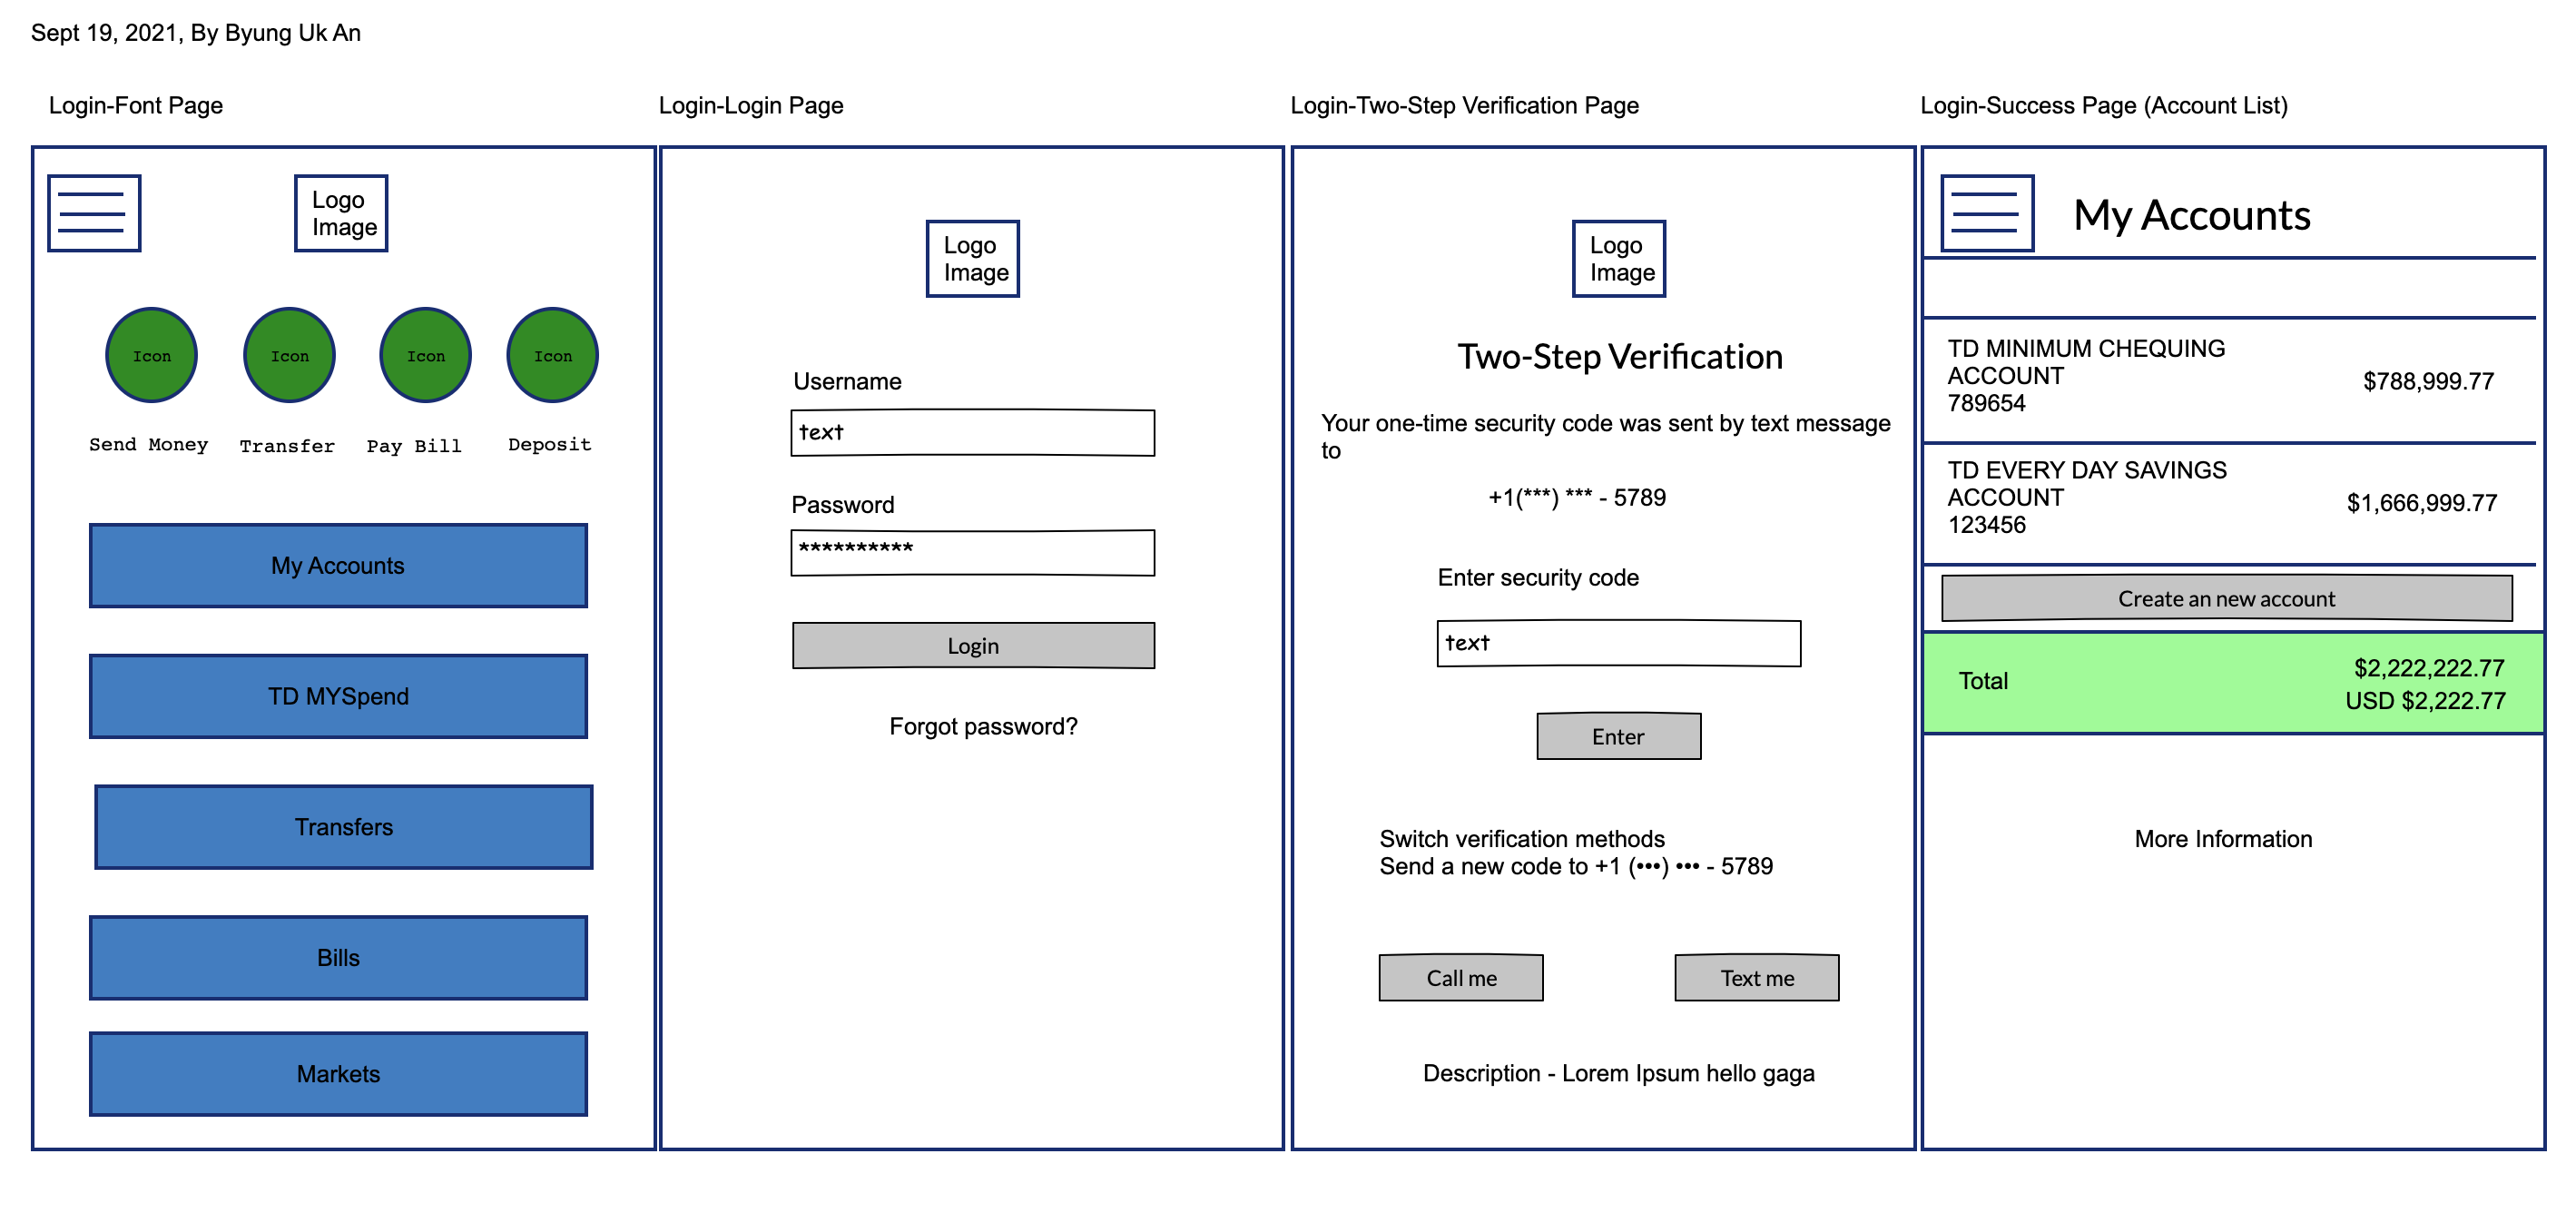 Sept 19, 2021, By Byung Uk An
Login-Font Page
Logo
Image
Icon
Icon
Icon
Icon
Send Money
Transfer
Pay Bill
Deposit
My Accounts
TD MYSpend
Transfers
Bills
Markets
Login-Login Page
Logo
Image
Username
text
Password
**********
Login
Forgot password?
Login-Two-Step Verification Page
Logo
Image
Two-Step Verification
Your one-time security code was sent by text message
to
+1(***) *** - 5789
Enter security code
text
Enter
Switch verification methods
Send a new code to +1 (•••) ••• - 5789
Call me
Text me
Description - Lorem Ipsum hello gaga
Login-Success Page (Account List)
My Accounts
TD MINIMUM CHEQUING
ACCOUNT
789654
$788,999.77
TD EVERY DAY SAVINGS
ACCOUNT
123456
$1,666,999.77
Create an new account
Total
$2,222,222.77
USD $2,222.77
More Information